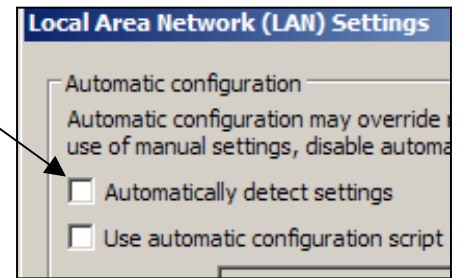 Local Area Network (LAN) Settings
Automatic configuration
Automatic configuration may override
use of manual settings, disable
Automatically detect settings
Use automatic configuration script